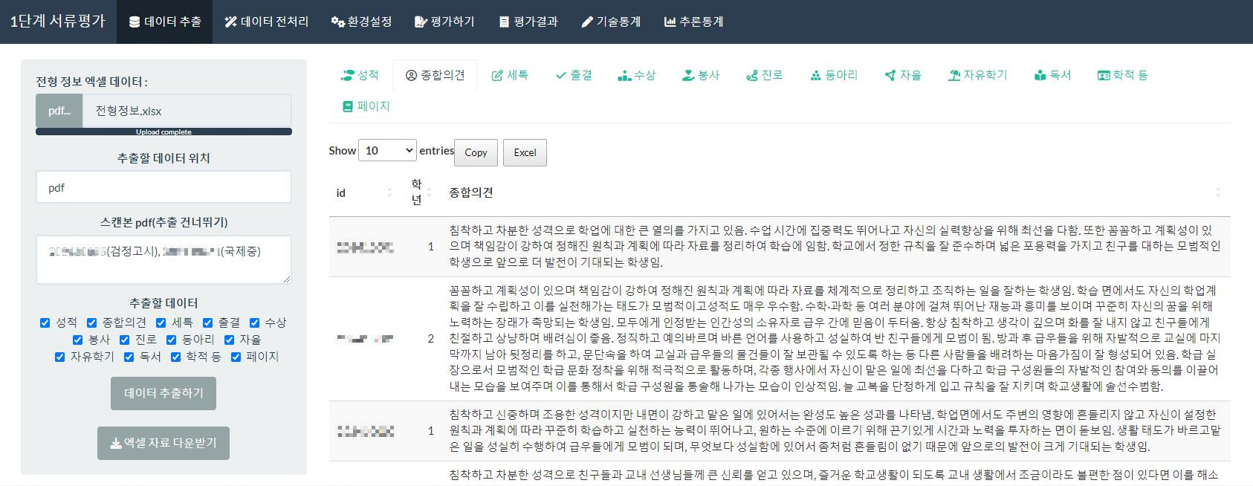 1단계 서류평가 데이터 추출 데이터 전처리 환경설정 평가하기 평가결과 기술통계 추론통계
전형 정보 엑셀 데이터 :
pdf... 전형정보.xlsx
Upload complete
추출할 데이터 위치
pdf
스캔본 pdf(추출 건너뛰기)
(검정고시), (국제중)
추출할 데이터
성적 종합의견 세특 출결 수상
봉사 진로 동아리 자율
자유학기 독서 학적 등 페이지
데이터 추출하기
엑셀 자료 다운받기
성적 종합의견 세특 출결 수상 봉사 진로 동아리 자율 자유학기 독서 학적 등
페이지
Show 10 entries Copy Excel
id 학년 종합의견
1 침착하고 차분한 성격으로 학업에 대한 큰 열의를 가지고 있음. 수업 시간에 집중력도 뛰어나고 자신의 실력향상을 위해 최선을 다함. 또한 꼼꼼하고 계획성이 있
으며 책임감이 강하여 정해진 원칙과 계획에 따라 자료를 정리하여 학습에 임함. 학교에서 정한 규칙을 잘 준수하며 넓은 포용력을 가지고 친구를 대하는 모범적인
학생으로 앞으로 더 발전이 기대되는 학생임.
2 꼼꼼하고 계획성이 있으며 책임감이 강하여 정해진 원칙과 계획에 따라 자료를 체계적으로 정리하고 조직하는 일을 잘하는 학생임. 학습 면에서도 자신의 학업계
획을 잘 수립하고 이를 실천해가는 태도가 모범적이고성적도 매우 우수함. 수학·과학 등 여러 분야에 걸쳐 뛰어난 재능과 흥미를 보이며 꾸준히 자신의 꿈을 위해
노력하는 장래가 촉망되는 학생임. 모두에게 인정받는 인간성의 소유자로 급우 간에 믿음이 두터움. 항상 침착하고 생각이 깊으며 화를 잘 내지 않고 친구들에게
친절하고 상냥하며 배려심이 좋음. 정직하고 예의바르며 바른 언어를 사용하고 성실하여 반 친구들에게 모범이 됨. 방과 후 급우들을 위해 자발적으로 교실에 마지
막까지 남아 뒷정리를 하고, 문단속을 하여 교실과 급우들의 물건들이 잘 보관될 수 있도록 하는 등 다른 사람들을 배려하는 마음가짐이 잘 형성되어 있음. 학급 실
장으로서 모범적인 학급 문화 정착을 위해 적극적으로 활동하며, 각종 행사에서 자신이 맡은 일에 최선을 다하고 학급 구성원들의 자발적인 참여와 동의를 이끌어
내는 모습을 보여주며 이를 통해서 학급 구성원을 통솔해 나가는 모습이 인상적임. 늘 교복을 단정하게 입고 규칙을 잘 지키며 학교생활에 솔선수범함.
1 침착하고 신중하며 조용한 성격이지만 내면이 강하고 맡은 일에 있어서는 완성도 높은 성과를 나타냄. 학업면에서도 주변의 영향에 흔들리지 않고 자신이 설정한
원칙과 계획에 따라 꾸준히 학습하고 실천하는 능력이 뛰어나고, 원하는 수준에 이르기 위해 끈기있게 시간과 노력을 투자하는 면이 돋보임. 생활 태도가 바르고맡
은 일을 성실히 수행하여 급우들에게 모범이 되며, 무엇보다 성실함에 있어서 좀처럼 흔들림이 없기 때문에 앞으로의 발전이 크게 기대되는 학생임.
침착하고 차분한 성격으로 친구들과 교내 선생님들께 큰 신뢰를 얻고 있으며, 즐거운 학교생활이 되도록 교내 생활에서 조금이라도 불편한 점이 있다면 이를 해소